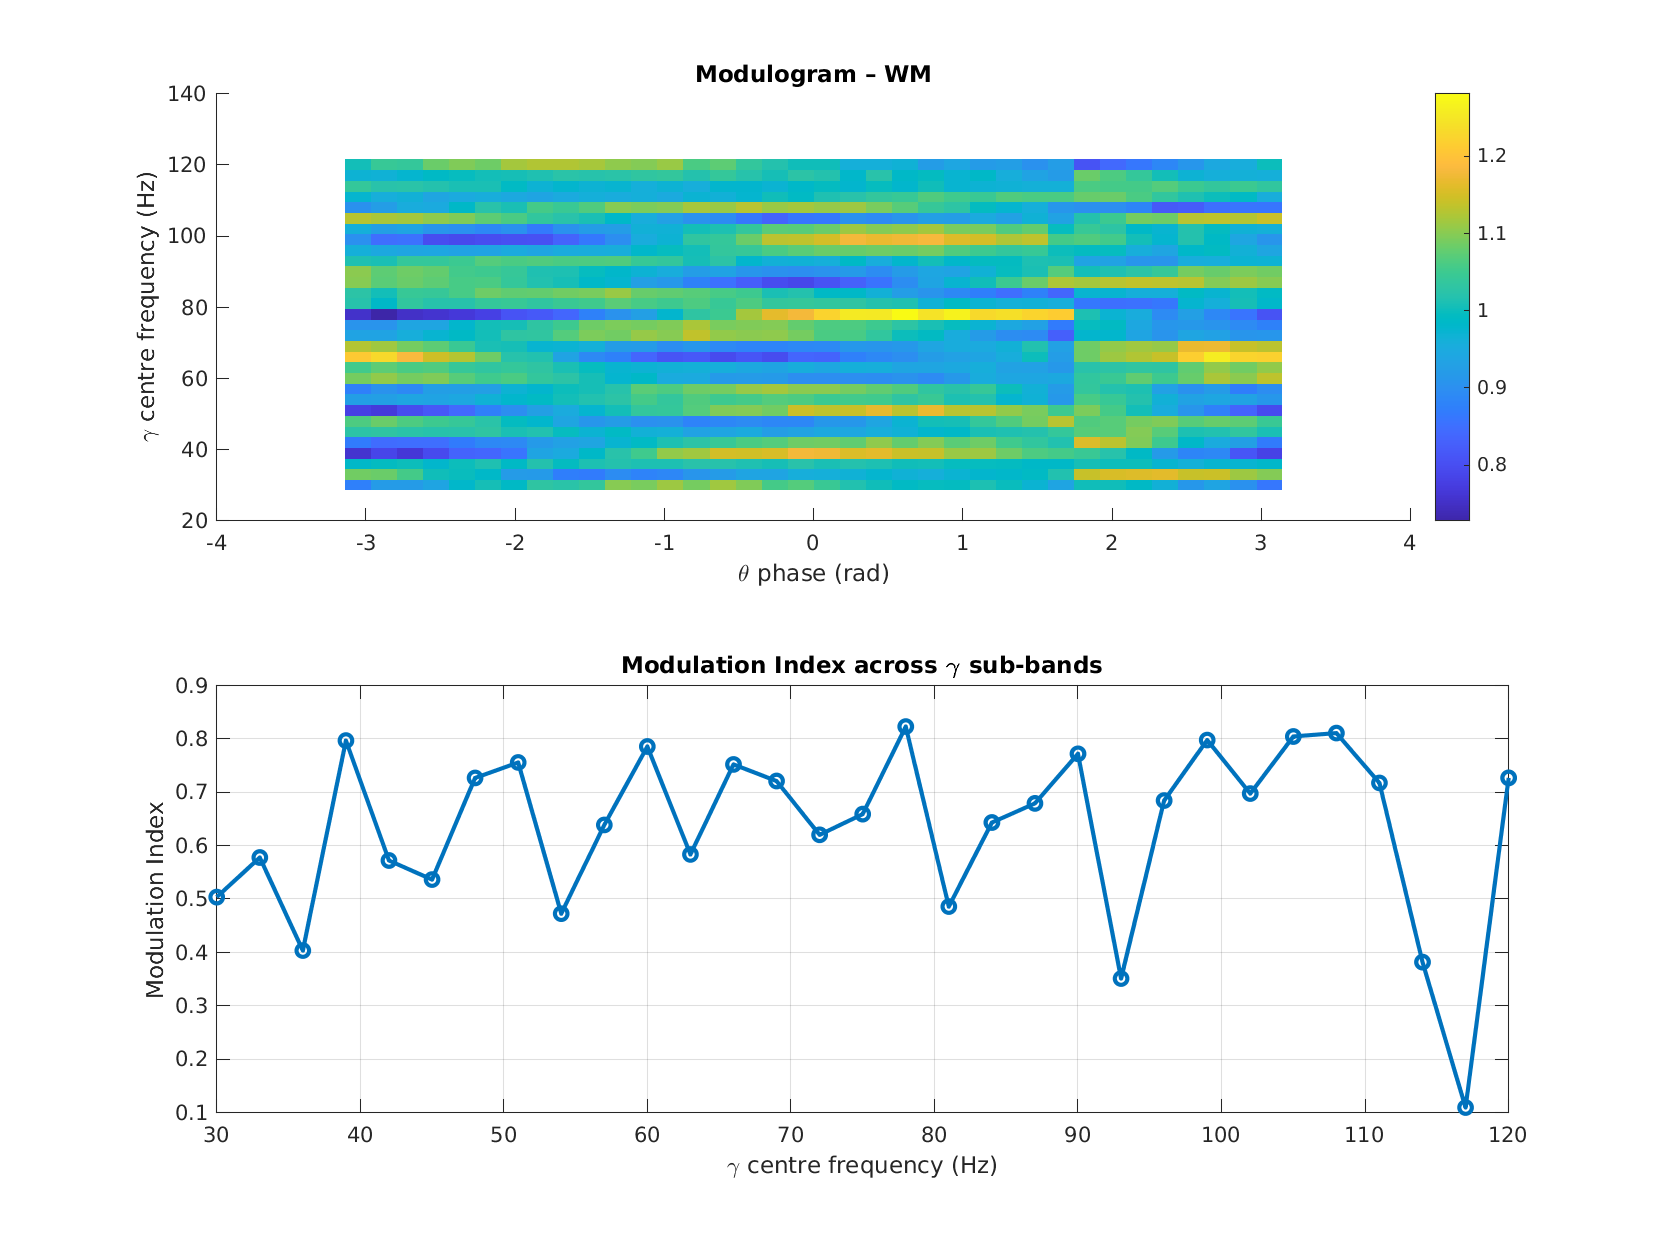 Modulogram – WM
140
120
100
80
60
40
20
γ centre frequency (Hz)
-4 -3 -2 -1 0 1 2 3 4
θ phase (rad)
1.2
1.1
1
0.9
0.8
Modulation Index across γ sub-bands
0.9
0.8
0.7
0.6
0.5
0.4
0.3
0.2
0.1
Modulation Index
30 40 50 60 70 80 90 100 110 120
γ centre frequency (Hz)